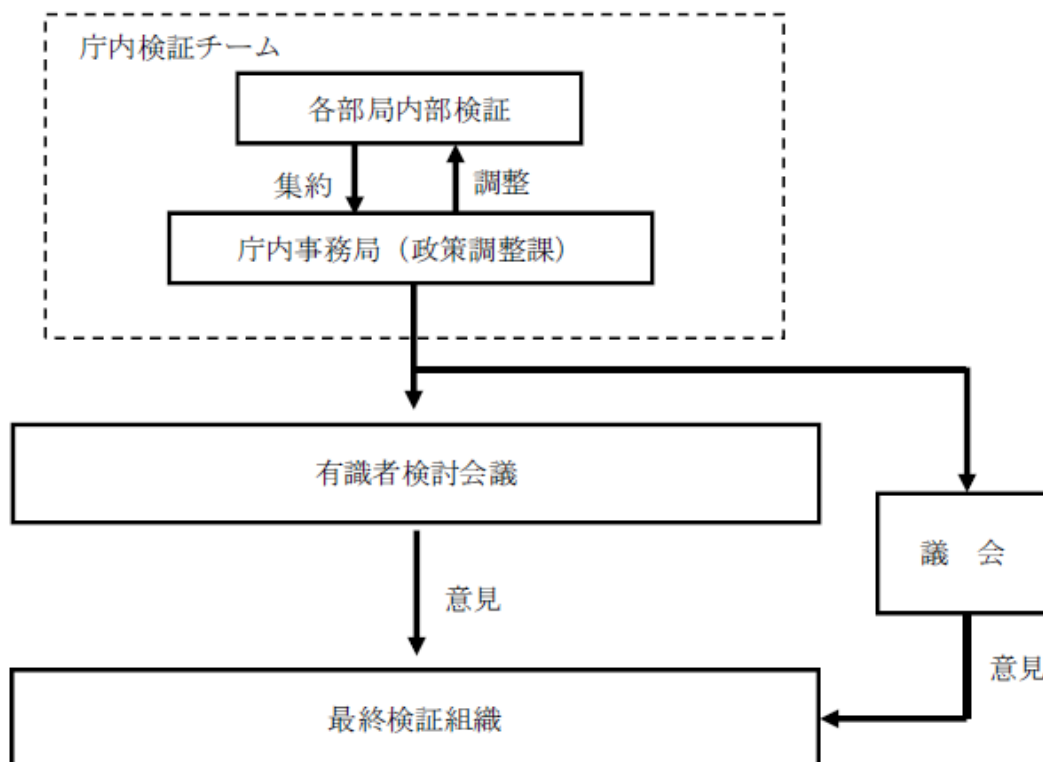 庁内検証チーム
各部局内部検証
集約
調整
庁内事務局（政策調整課）
有識者検討会議
議　会
意見
意見
最終検証組織